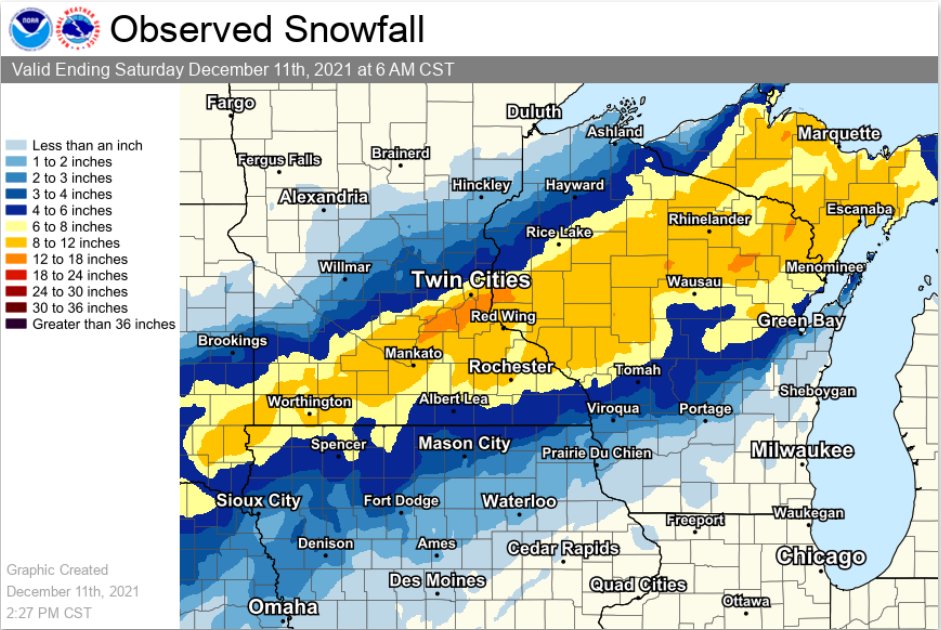 NOAA
Observed Snowfall
Valid Ending Saturday December 11th, 2021 at 6 AM CST
Less than an inch
1 to 2 inches
2 to 3 inches
3 to 4 inches
4 to 6 inches
6 to 8 inches
8 to 12 inches
12 to 18 inches
18 to 24 inches
24 to 30 inches
30 to 36 inches
Greater than 36 inches
Graphic Created
December 11th, 2021
2:27 PM CST
Fargo
Duluth
Ashland
Marquette
Fergus Falls
Brainerd
Alexandria
Hinckley
Hayward
Rhinelander
Escanaba
Rice Lake
Willmar
Twin Cities
Wausau
Menominee
Red Wing
Green Bay
Brookings
Mankato
Rochester
Tomah
Sheboygan
Worthington
Albert Lea
Viroqua
Portage
Spencer
Mason City
Prairie Du Chien
Milwaukee
Sioux City
Fort Dodge
Waterloo
Freeport
Waukegan
Denison
Ames
Cedar Rapids
Chicago
Des Moines
Quad Cities
Omaha
Ottawa